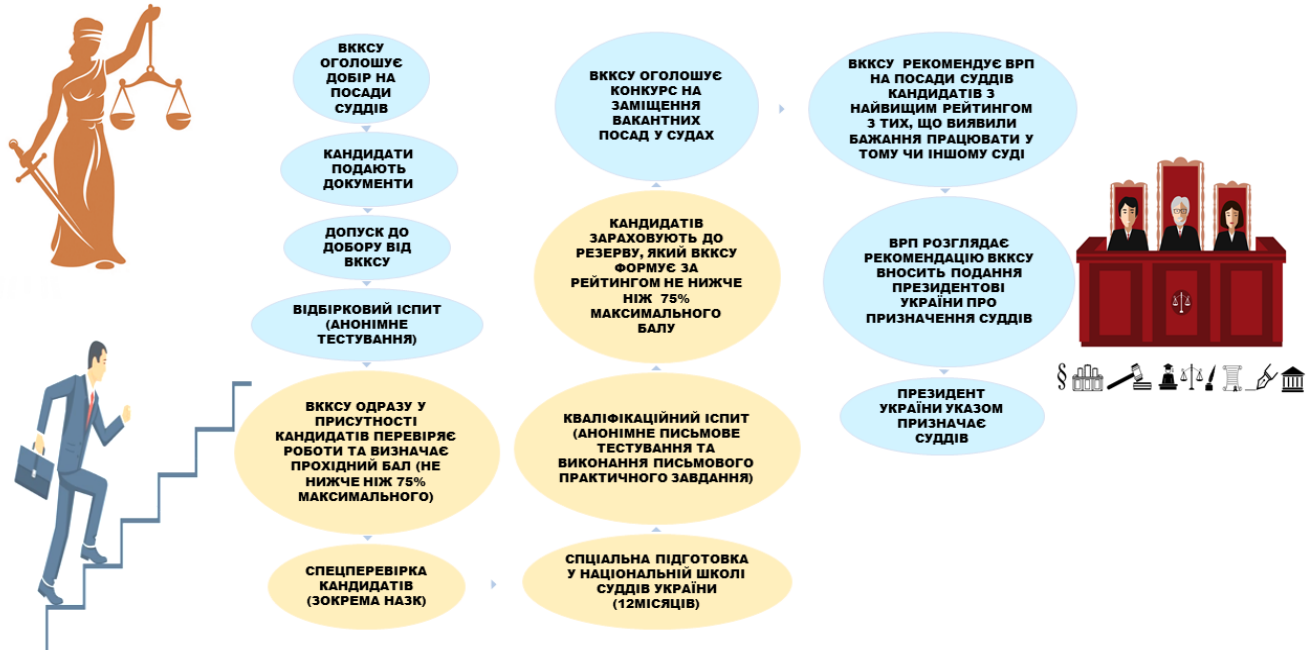 ВККСУ
ОГОЛОШУЄ
ДОБІР НА
ПОСАДИ
СУДДІВ
КАНДИДАТИ
ПОДАЮТЬ
ДОКУМЕНТИ
ДОПУСК ДО
ДОБОРУ ВІД
ВККСУ
ВІДБІРКОВИЙ ІСПИТ
(АНОНІМНЕ
ТЕСТУВАННЯ)
ВККСУ ОДРАЗУ У
ПРИСУТНОСТІ
КАНДИДАТІВ ПЕРЕВІРЯЄ
РОБОТИ ТА ВИЗНАЧАЄ
ПРОХІДНИЙ БАЛ (НЕ
НИЖЧЕ НІЖ 75%
МАКСИМАЛЬНОГО)
СПЕЦПЕРЕВІРКА
КАНДИДАТІВ
(ЗОКРЕМА НАЗК)
СПЦІАЛЬНА ПІДГОТОВКА
У НАЦІОНАЛЬНІЙ ШКОЛІ
СУДДІВ УКРАЇНИ
(12МІСЯЦІВ)
КВАЛІФІКАЦІЙНИЙ ІСПИТ
(АНОНІМНЕ ПИСЬМОВЕ
ТЕСТУВАННЯ ТА
ВИКОНАННЯ ПИСЬМОВОГО
ПРАКТИЧНОГО ЗАВДАННЯ)
КАНДИДАТІВ
ЗАРАХОВУЮТЬ ДО
РЕЗЕРВУ, ЯКИЙ ВККСУ
ФОРМУЄ ЗА
РЕЙТИНГОМ НЕ НИЖЧЕ
НІЖ 75%
МАКСИМАЛЬНОГО
БАЛУ
ВККСУ ОГОЛОШУЄ
КОНКУРС НА
ЗАМІЩЕННЯ
ВАКАНТНИХ
ПОСАД У СУДАХ
ВККСУ РЕКОМЕНДУЄ ВРП
НА ПОСАДИ СУДДІВ
КАНДИДАТІВ З
НАЙВИЩИМ РЕЙТИНГОМ
З ТИХ, ЩО ВИЯВИЛИ
БАЖАННЯ ПРАЦЮВАТИ У
ТОМУ ЧИ ІНШОМУ СУДІ
ВРП РОЗГЛЯДАЄ
РЕКОМЕНДАЦІЮ ВККСУ
ВНОСИТЬ ПОДАННЯ
ПРЕЗИДЕНТОВІ
УКРАЇНИ ПРО
ПРИЗНАЧЕННЯ СУДДІВ
ПРЕЗИДЕНТ
УКРАЇНИ УКАЗОМ
ПРИЗНАЧАЄ
СУДДІВ
§